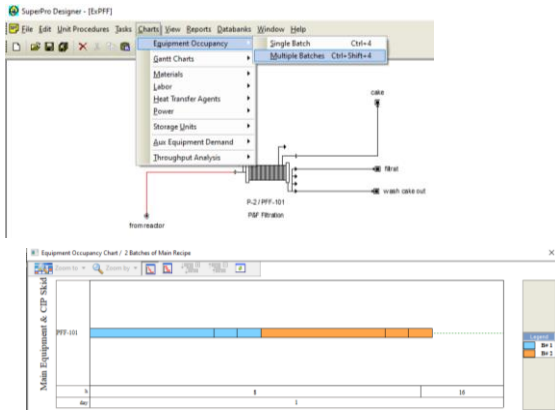 SuperPro Designer - [ExPFF]
File Edit Unit Procedures Tasks Charts View Reports Databanks Window Help
Equipment Occupancy
Single Batch Ctrl+4
Multiple Batches Ctrl+Shift+4
Gantt Charts
Materials
Labor
Heat Transfer Agents
Power
Storage Units
Aux Equipment Demand
Throughput Analysis
cake
filtrat
wash cake out
P-2 / PFF-101
P&F Filtration
from reactor
Equipment Occupancy Chart / 2 Batches of Main Recipe
Zoom to Zoom by
Main Equipment & CIP Skid
PFF-101
h 8 16
day 1
Legend
B# 1
B# 2